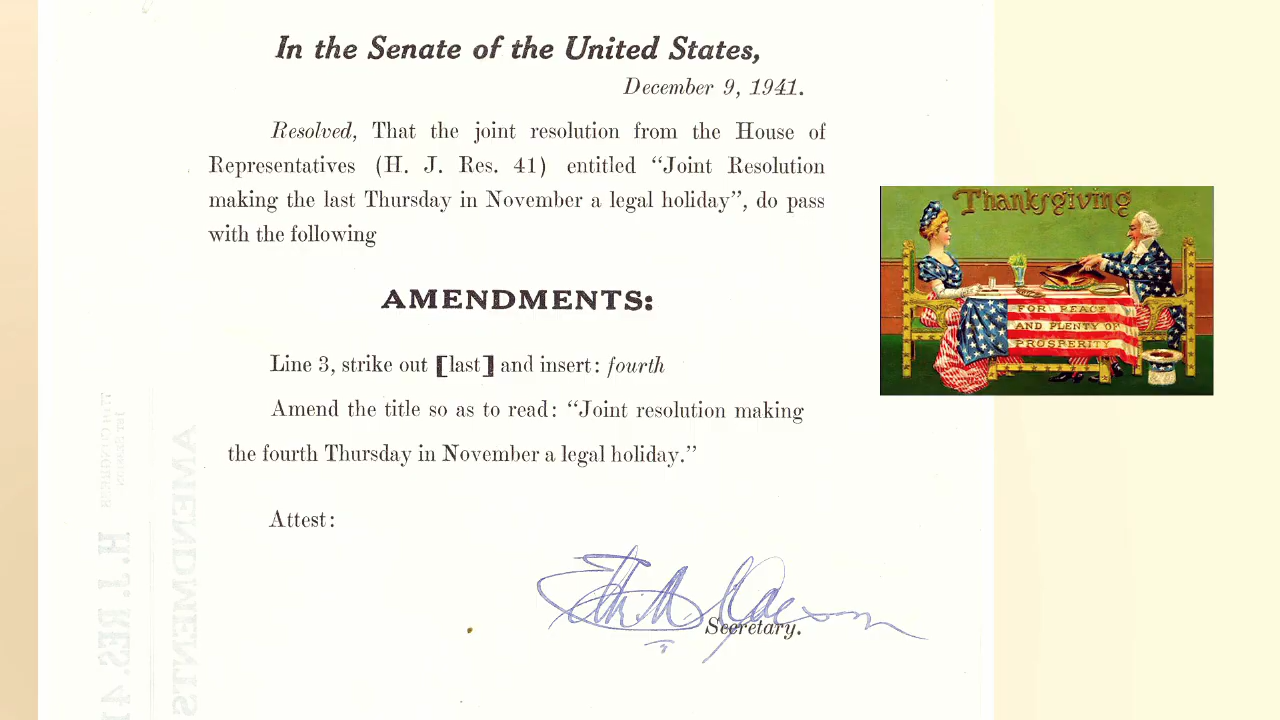 In the Senate of the United States,
December 9, 1941.
Resolved, That the joint resolution from the House of
Representatives (H. J. Res. 41) entitled “Joint Resolution
making the last Thursday in November a legal holiday”, do pass
with the following
AMENDMENTS:
Line 3, strike out [last] and insert: fourth
Amend the title so as to read: “Joint resolution making
the fourth Thursday in November a legal holiday.”
Attest:
Secretary.
Thanksgiving
FOR PEACE
AND PLENTY OF
PROSPERITY
H. J. RES. 41
AMENDMENTS